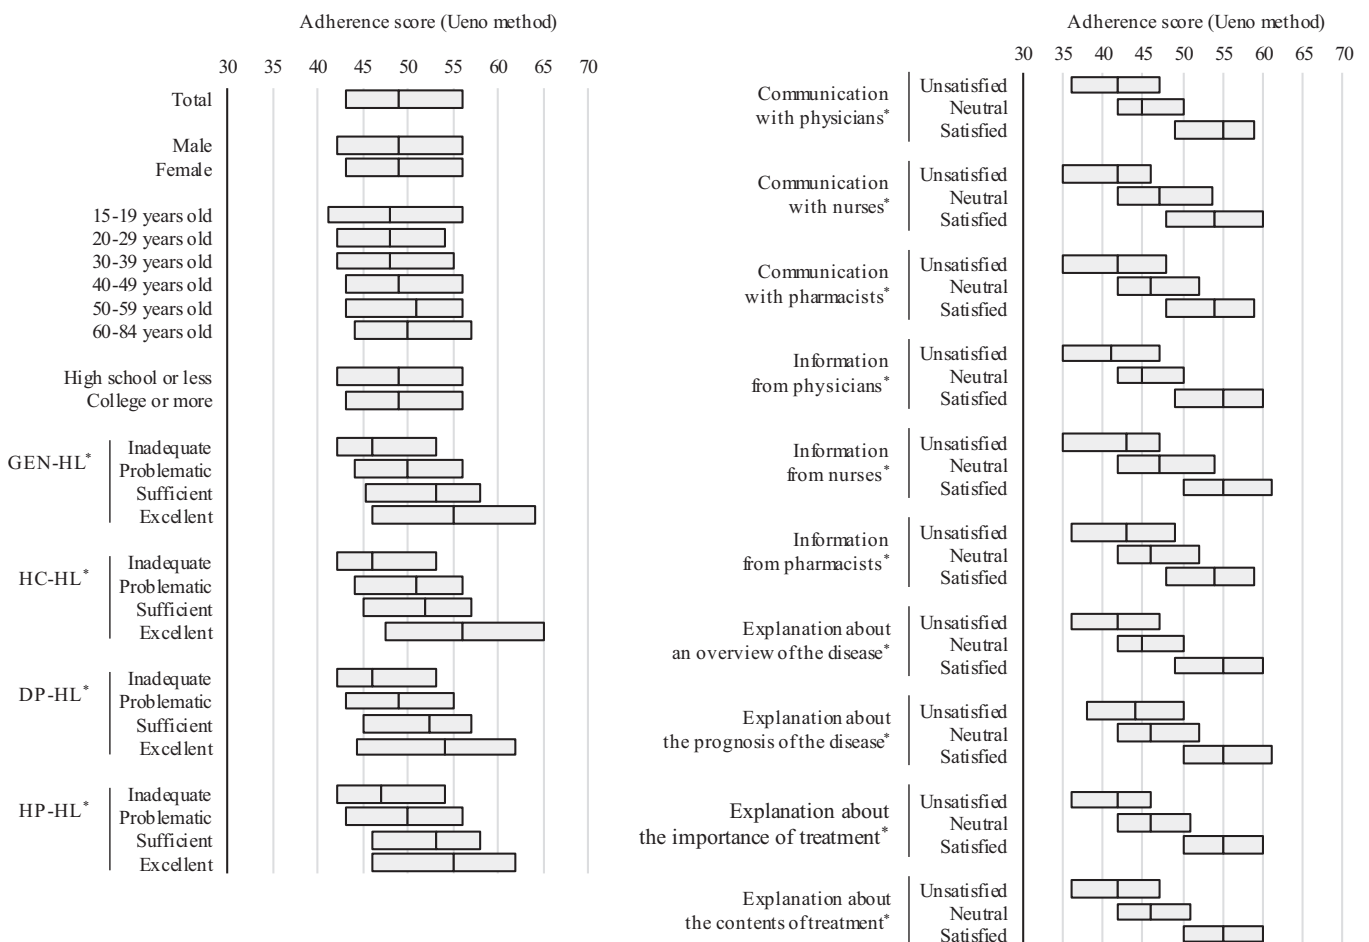 Adherence score (Ueno method)
30 35 40 45 50 55 60 65 70
Total
Male
Female
15-19 years old
20-29 years old
30-39 years old
40-49 years old
50-59 years old
60-84 years old
High school or less
College or more
GEN-HL*
Inadequate
Problematic
Sufficient
Excellent
HC-HL*
Inadequate
Problematic
Sufficient
Excellent
DP-HL*
Inadequate
Problematic
Sufficient
Excellent
HP-HL*
Inadequate
Problematic
Sufficient
Excellent
Adherence score (Ueno method)
30 35 40 45 50 55 60 65 70
Communication
with physicians*
Unsatisfied
Neutral
Satisfied
Communication
with nurses*
Unsatisfied
Neutral
Satisfied
Communication
with pharmacists*
Unsatisfied
Neutral
Satisfied
Information
from physicians*
Unsatisfied
Neutral
Satisfied
Information
from nurses*
Unsatisfied
Neutral
Satisfied
Information
from pharmacists*
Unsatisfied
Neutral
Satisfied
Explanation about
an overview of the disease*
Unsatisfied
Neutral
Satisfied
Explanation about
the prognosis of the disease*
Unsatisfied
Neutral
Satisfied
Explanation about
the importance of treatment*
Unsatisfied
Neutral
Satisfied
Explanation about
the contents of treatment*
Unsatisfied
Neutral
Satisfied